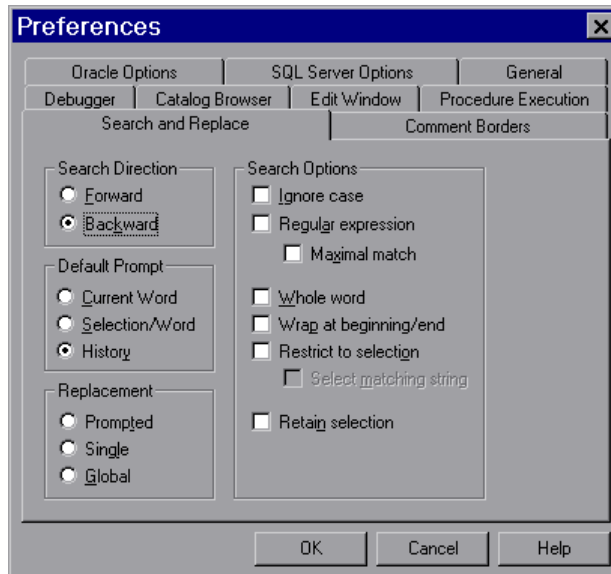 Preferences
Oracle Options SQL Server Options General
Debugger Catalog Browser Edit Window Procedure Execution
Search and Replace Comment Borders
Search Direction
Forward
Backward
Default Prompt
Current Word
Selection/Word
History
Replacement
Prompted
Single
Global
Search Options
Ignore case
Regular expression
Maximal match
Whole word
Wrap at beginning/end
Restrict to selection
Select matching string
Retain selection
OK Cancel Help